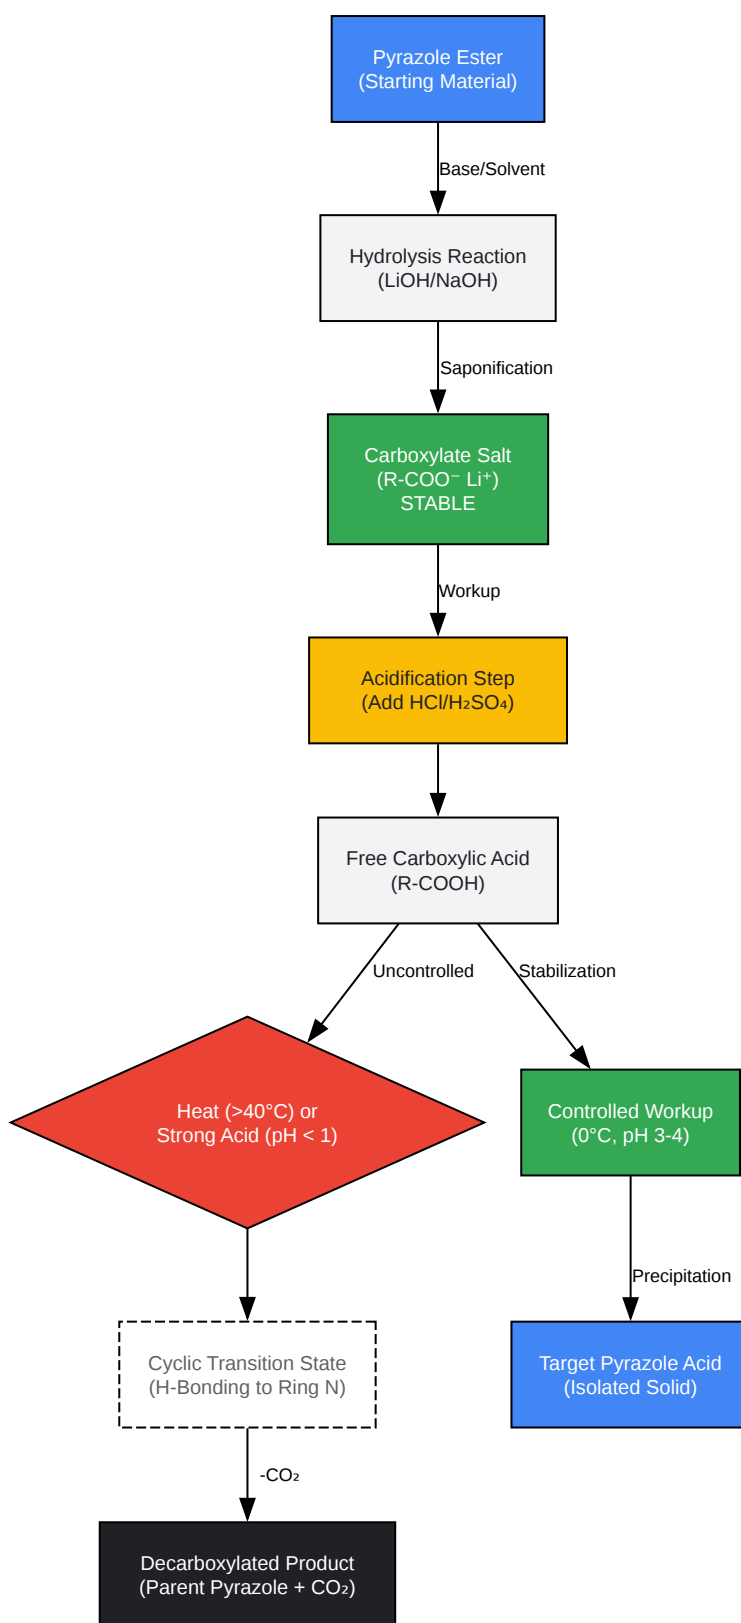 Pyrazole Ester
(Starting Material)
Base/Solvent
Hydrolysis Reaction
(LiOH/NaOH)
Saponification
Carboxylate Salt
(R-COO⁻ Li⁺)
STABLE
Workup
Acidification Step
(Add HCl/H₂SO₄)
Free Carboxylic Acid
(R-COOH)
Uncontrolled
Stabilization
Heat (>40°C) or
Strong Acid (pH < 1)
Controlled Workup
(0°C, pH 3-4)
Precipitation
Cyclic Transition State
(H-Bonding to Ring N)
Target Pyrazole Acid
(Isolated Solid)
-CO₂
Decarboxylated Product
(Parent Pyrazole + CO₂)